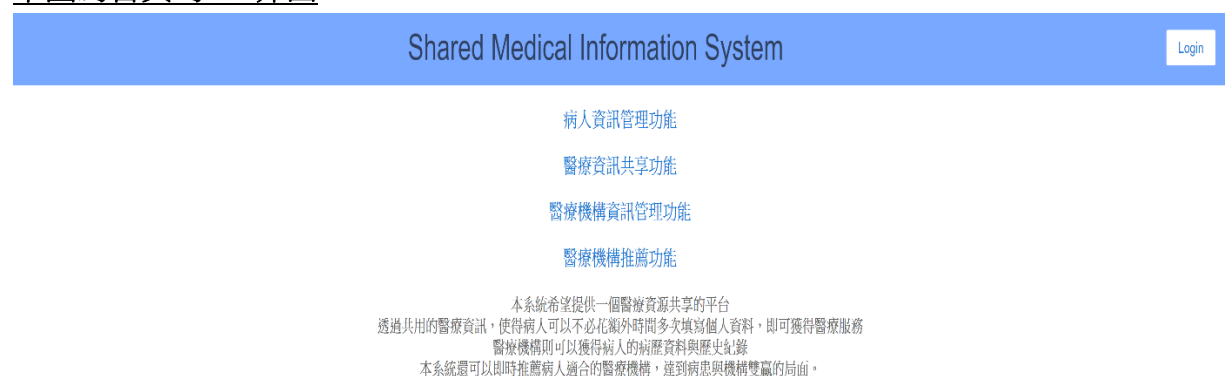 Shared Medical Information System
Login
病人資訊管理功能
醫療資訊共享功能
醫療機構資訊管理功能
醫療機構推薦功能
本系統希望提供一個醫療資源共享的平台
透過共用的醫療資訊，使得病人可以不必花額外時間多次填寫個人資料，即可獲得醫療服務
醫療機構則可以獲得病人的病歷資料與歷史紀錄
本系統還可以即時推薦病人適合的醫療機構，達到病患與機構雙贏的局面。